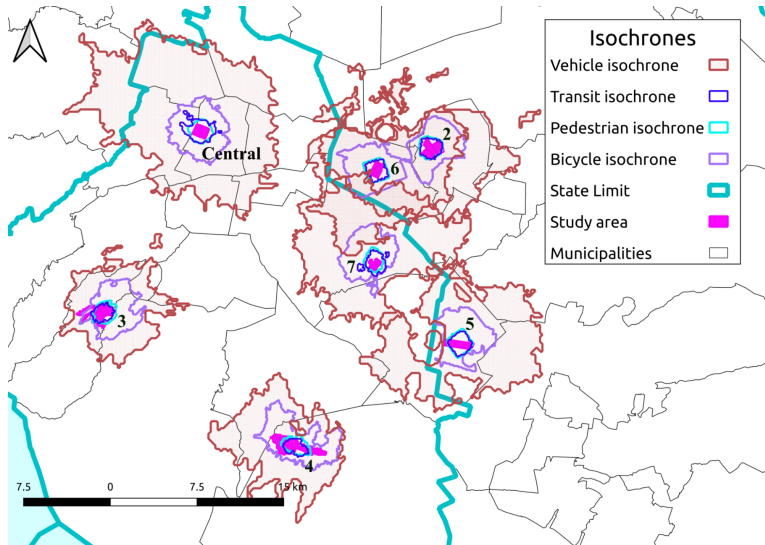 Isochrones
Vehicle isochrone
Transit isochrone
Pedestrian isochrone
Bicycle isochrone
State Limit
Study area
Municipalities
2
Central
6
7
3
5
4
7.5 0 7.5 15 km